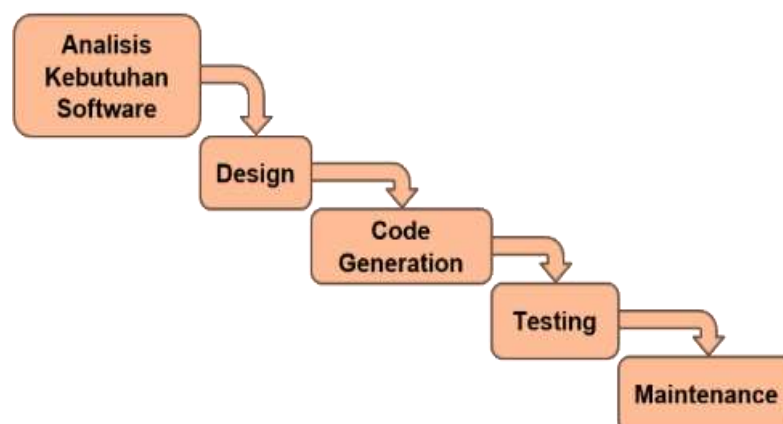 Analisis
Kebutuhan
Software
Design
Code
Generation
Testing
Maintenance